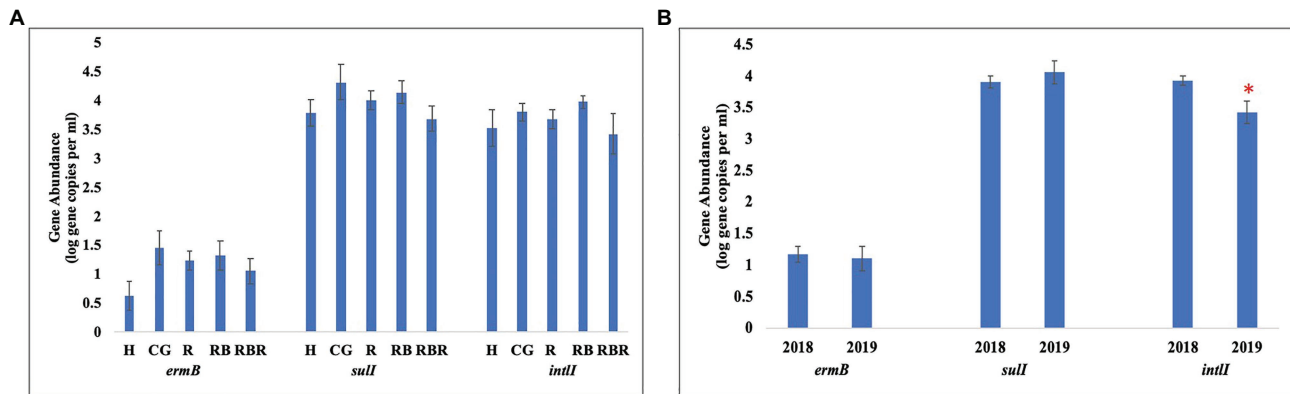 A
Gene Abundance
(log gene copies per ml)
5
4.5
4
3.5
3
2.5
2
1.5
1
0.5
0
H CG R RB RBR H CG R RB RBR H CG R RB RBR
ermB sulI intlI
B
Gene Abundance
(log gene copies per ml)
4.5
4
3.5
3
2.5
2
1.5
1
0.5
0
*
2018 2019 2018 2019 2018 2019
ermB sulI intlI